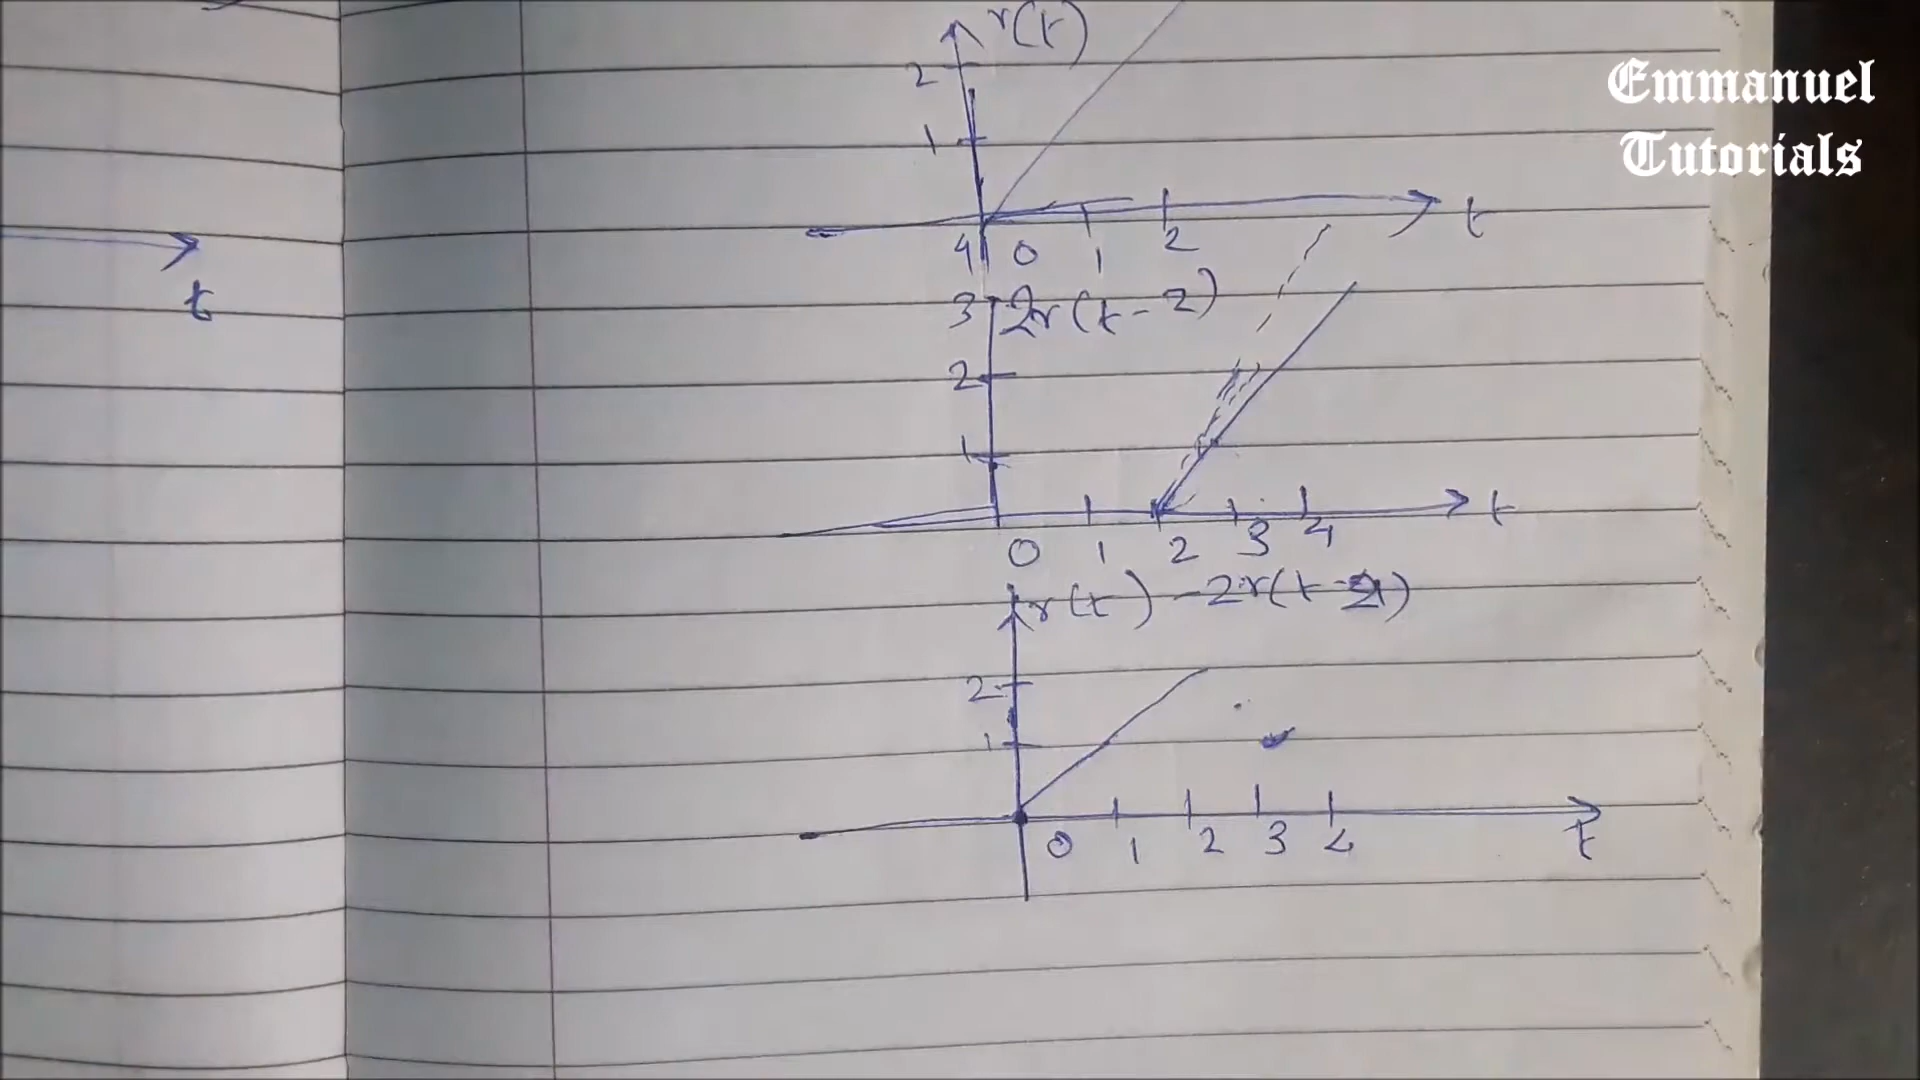 r(t)
Emmanuel
Tutorials
2
1
t
4 0 1 2
t
3 2r(t-2)
2
1
t
0 1 2 3 4
r(t) -2r(t-2)
2
1
0 1 2 3 4 t